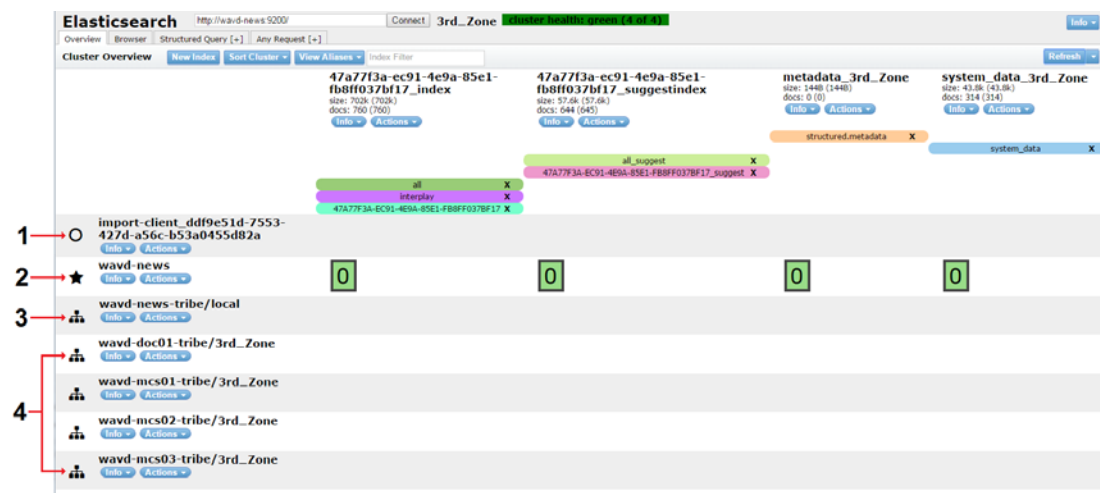 Elasticsearch http://wavd-news:9200/ Connect 3rd_Zone cluster health: green (4 of 4) Info
Overview Browser Structured Query [+] Any Request [+]
Cluster Overview New Index Sort Cluster View Aliases Index Filter Refresh
47a77f3a-ec91-4e9a-85e1-
fb8ff037bf17_index
size: 702k (702k)
docs: 760 (760)
Info Actions
47a77f3a-ec91-4e9a-85e1-
fb8ff037bf17_suggestindex
size: 57.6k (57.6k)
docs: 644 (645)
Info Actions
metadata_3rd_Zone
size: 144B (144B)
docs: 0 (0)
Info Actions
system_data_3rd_Zone
size: 43.8k (43.8k)
docs: 314 (314)
Info Actions
structured.metadata X
system_data X
all_suggest X
47A77F3A-EC91-4E9A-85E1-FB8FF037BF17_suggest X
all X
interplay X
47A77F3A-EC91-4E9A-85E1-FB8FF037BF17 X
1
import-client_ddf9e51d-7553-
427d-a56c-b53a0455d82a
Info Actions
2
wavd-news
Info Actions
0 0 0 0
3
wavd-news-tribe/local
Info Actions
4
wavd-doc01-tribe/3rd_Zone
Info Actions
wavd-mcs01-tribe/3rd_Zone
Info Actions
wavd-mcs02-tribe/3rd_Zone
Info Actions
wavd-mcs03-tribe/3rd_Zone
Info Actions